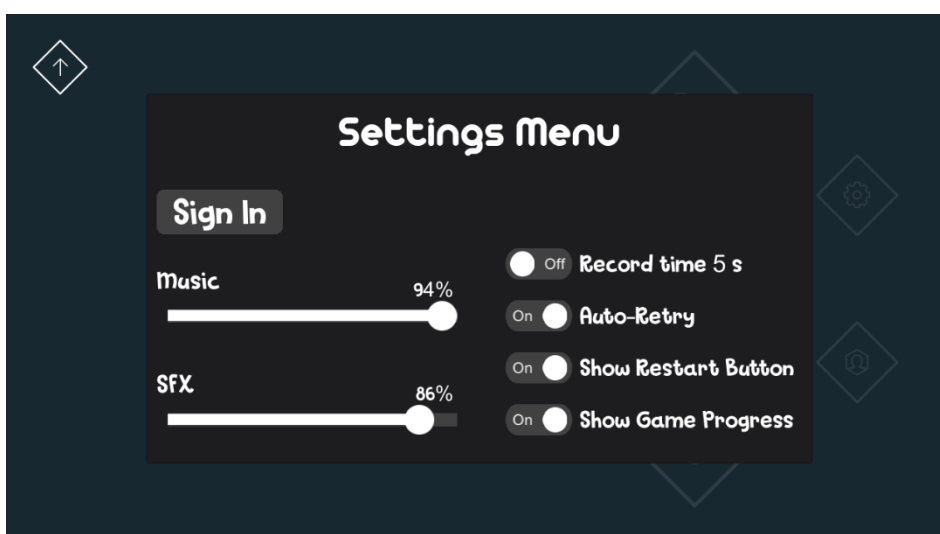 Settings Menu
Sign In
Music
94%
SFX
86%
Off Record time 5 s
On Auto-Retry
On Show Restart Button
On Show Game Progress